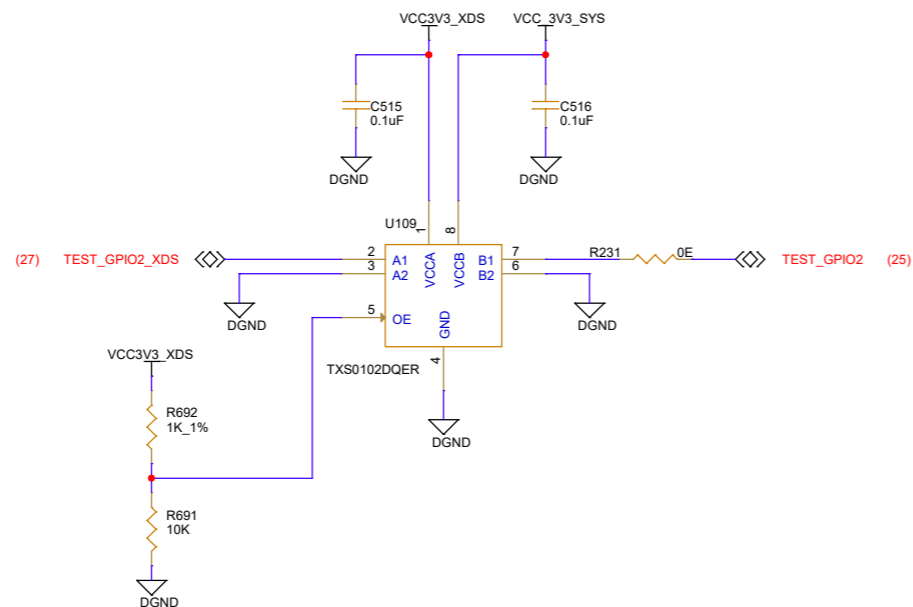 VCC3V3_XDS
VCC_3V3_SYS
C515
0.1uF
C516
0.1uF
DGND
DGND
U109
1
8
(27) TEST_GPIO2_XDS
2
A1
VCCA
VCCB
B1
7
R231
0E
TEST_GPIO2 (25)
3
A2
B2
6
DGND
DGND
5
OE
GND
4
VCC3V3_XDS
TXS0102DQER
R692
1K_1%
DGND
R691
10K
DGND